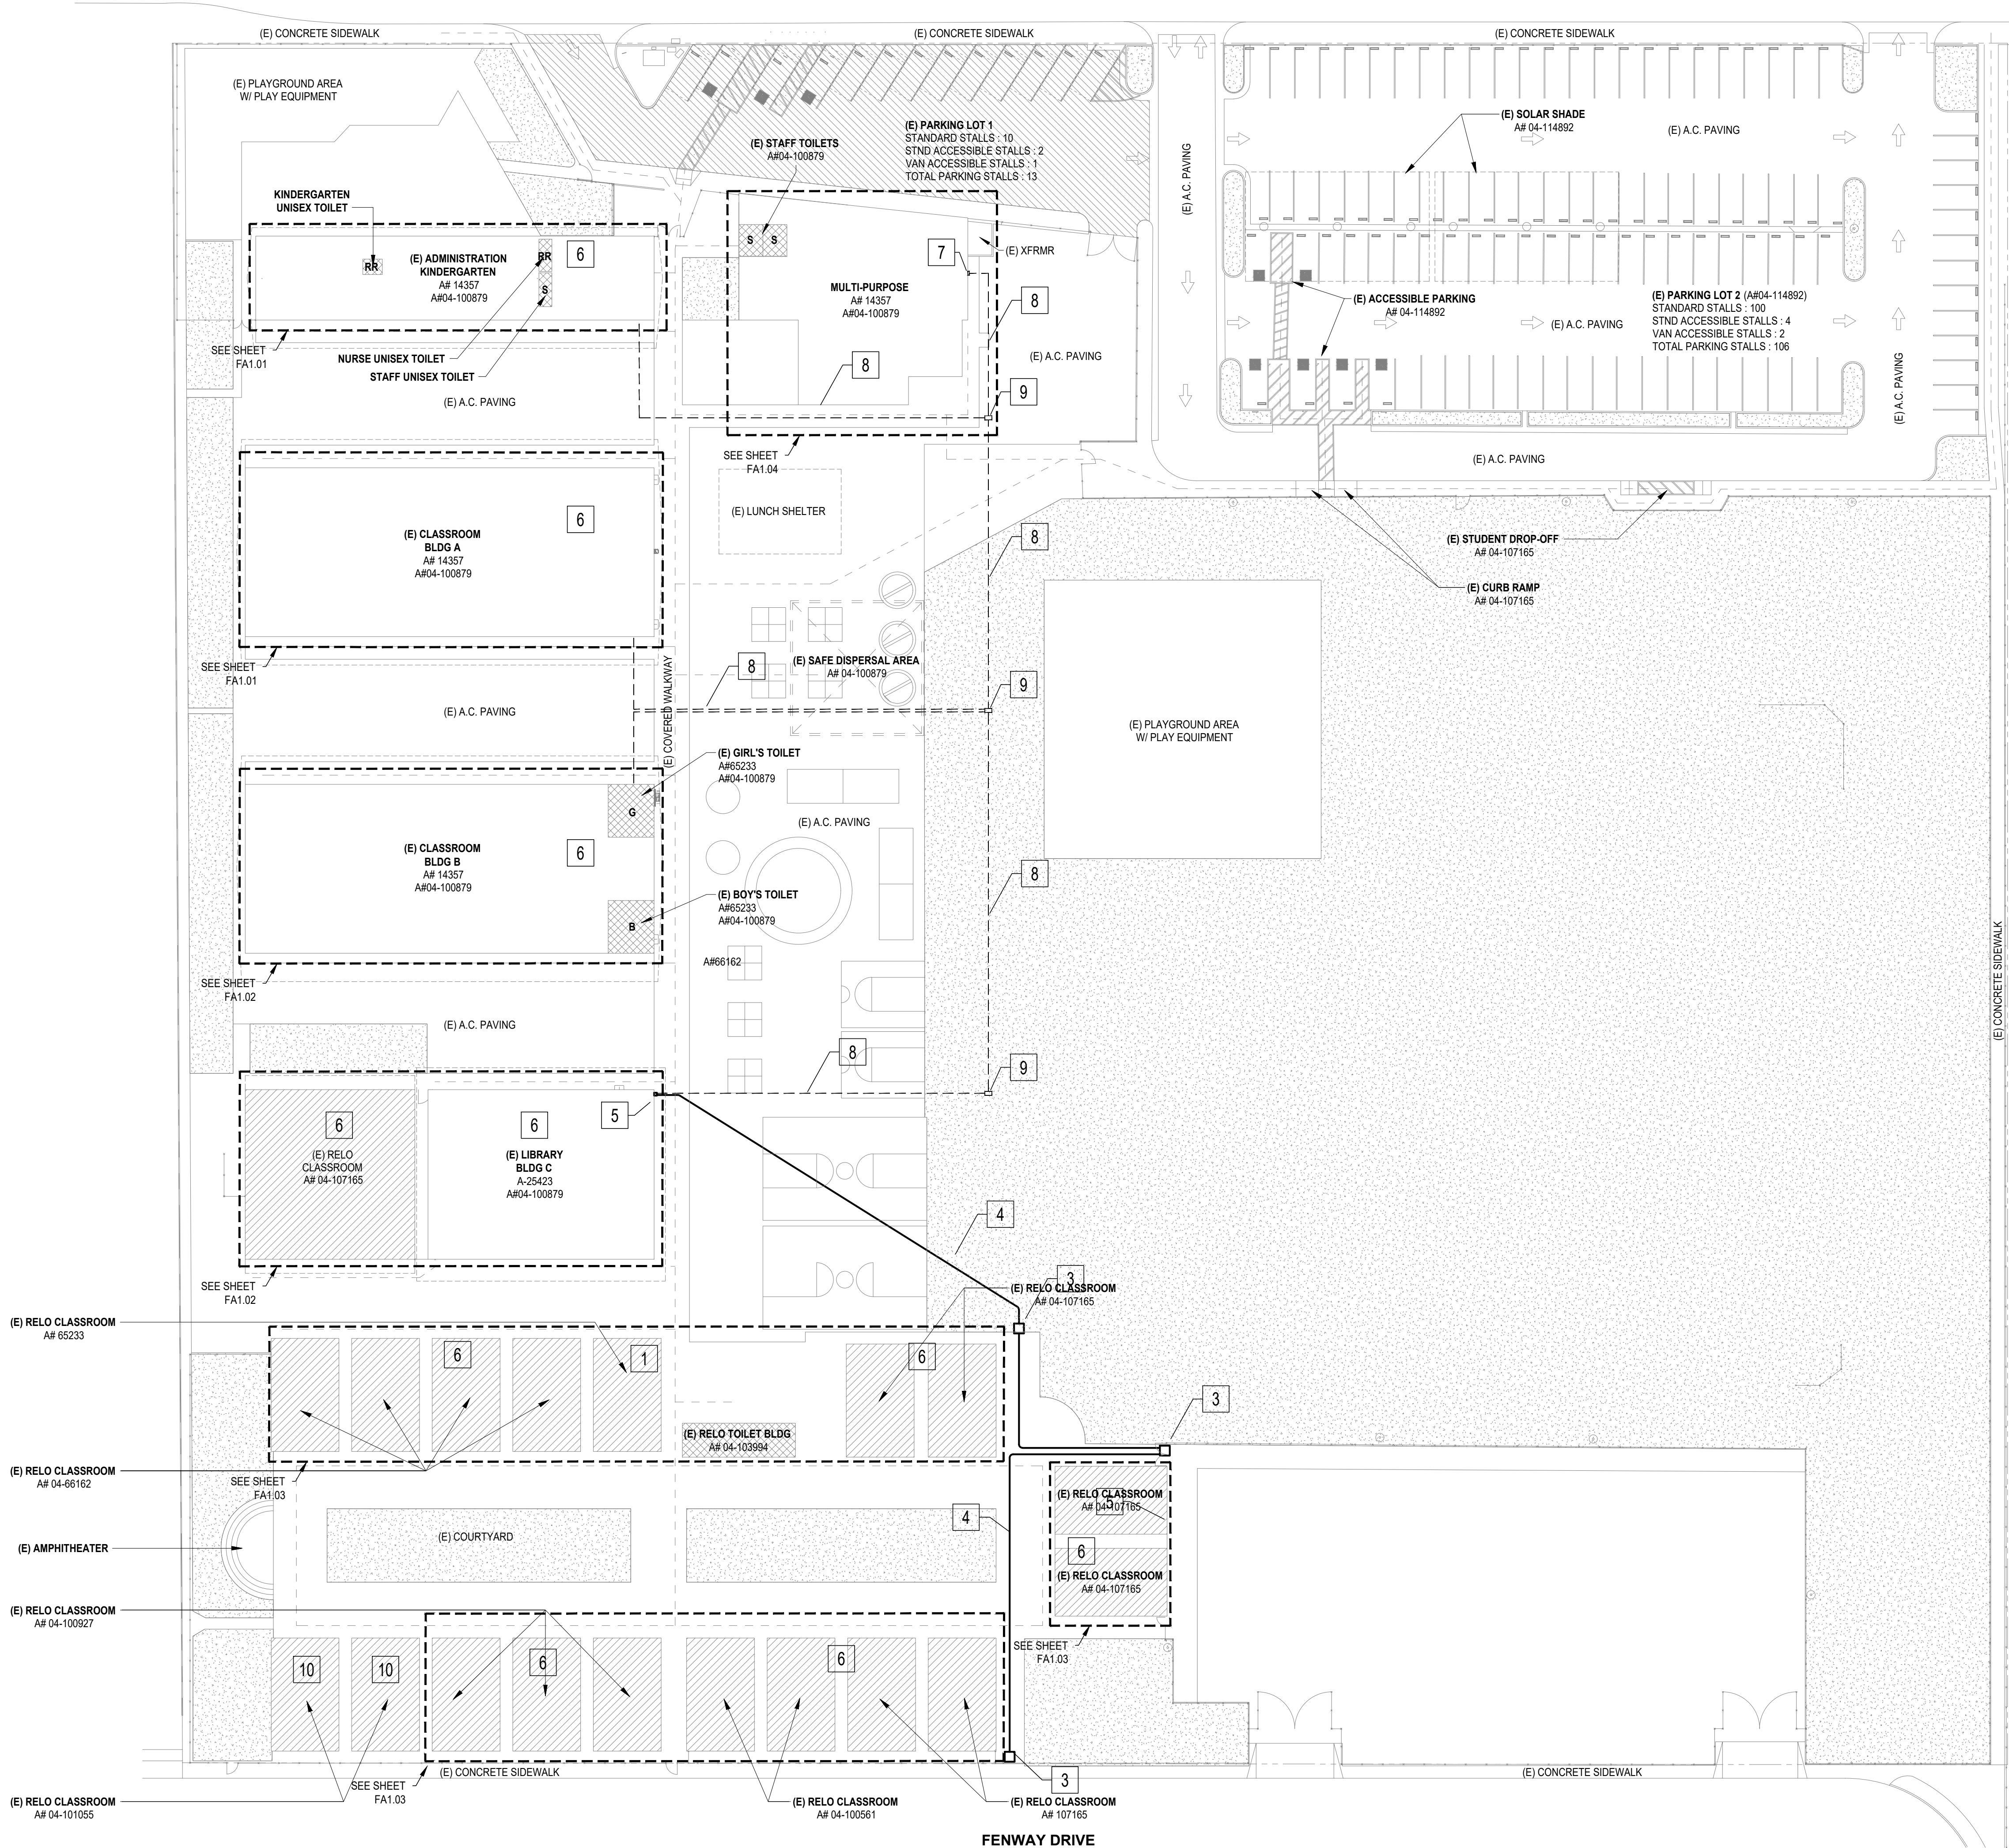 (E) CONCRETE SIDEWALK
(E) CONCRETE SIDEWALK
(E) CONCRETE SIDEWALK
(E) PLAYGROUND AREA
W/ PLAY EQUIPMENT
(E) STAFF TOILETS
A#04-100879
(E) PARKING LOT 1
STANDARD STALLS : 10
STND ACCESSIBLE STALLS : 2
VAN ACCESSIBLE STALLS : 1
TOTAL PARKING STALLS : 13
(E) SOLAR SHADE
A# 04-114892
(E) A.C. PAVING
(E) A.C. PAVING
KINDERGARTEN
UNISEX TOILET
RR
(E) ADMINISTRATION
KINDERGARTEN
A# 14357
A#04-100879
RR
S
6
S S
7
(E) XFRMR
MULTI-PURPOSE
A# 14357
A#04-100879
8
(E) ACCESSIBLE PARKING
A# 04-114892
(E) A.C. PAVING
(E) PARKING LOT 2 (A#04-114892)
STANDARD STALLS : 100
STND ACCESSIBLE STALLS : 4
VAN ACCESSIBLE STALLS : 2
TOTAL PARKING STALLS : 106
SEE SHEET
FA1.01
NURSE UNISEX TOILET
STAFF UNISEX TOILET
8
(E) A.C. PAVING
(E) A.C. PAVING
9
(E) A.C. PAVING
(E) A.C. PAVING
SEE SHEET
FA1.04
(E) A.C. PAVING
(E) LUNCH SHELTER
(E) CLASSROOM
BLDG A
A# 14357
A#04-100879
6
8
(E) STUDENT DROP-OFF
A# 04-107165
(E) CURB RAMP
A# 04-107165
SEE SHEET
FA1.01
8
(E) SAFE DISPERSAL AREA
A# 04-100879
9
(E) COVERED WALKWAY
(E) A.C. PAVING
(E) PLAYGROUND AREA
W/ PLAY EQUIPMENT
(E) GIRL'S TOILET
A#65233
A#04-100879
G
(E) A.C. PAVING
(E) CLASSROOM
BLDG B
A# 14357
A#04-100879
6
8
(E) BOY'S TOILET
A#65233
A#04-100879
B
A#66162
SEE SHEET
FA1.02
(E) CONCRETE SIDEWALK
(E) A.C. PAVING
8
9
6
(E) RELO
CLASSROOM
A# 04-107165
6
(E) LIBRARY
BLDG C
A-25423
A#04-100879
5
4
SEE SHEET
FA1.02
3
(E) RELO CLASSROOM
A# 04-107165
(E) RELO CLASSROOM
A# 65233
6
1
6
3
(E) RELO TOILET BLDG
A# 04-103994
(E) RELO CLASSROOM
A# 04-66162
SEE SHEET
FA1.03
(E) RELO CLASSROOM
A# 04-107165
5
4
(E) COURTYARD
(E) AMPHITHEATER
6
(E) RELO CLASSROOM
A# 04-107165
(E) RELO CLASSROOM
A# 04-100927
SEE SHEET
FA1.03
10
10
6
6
(E) CONCRETE SIDEWALK
3
(E) CONCRETE SIDEWALK
SEE SHEET
FA1.03
(E) RELO CLASSROOM
A# 04-101055
(E) RELO CLASSROOM
A# 04-100561
(E) RELO CLASSROOM
A# 107165
FENWAY DRIVE